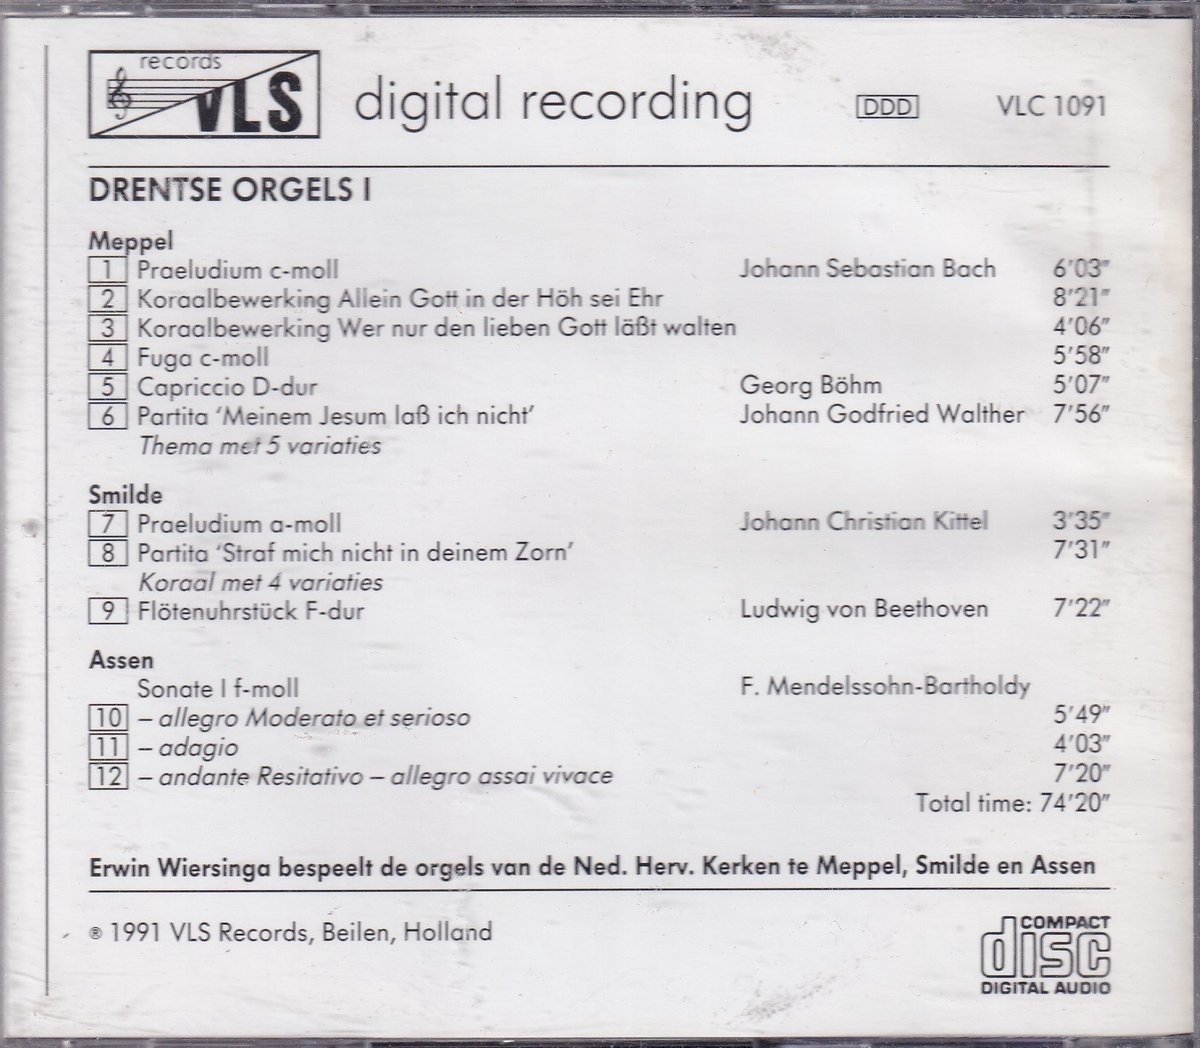 records
VLS
digital recording DDD VLC 1091
DRENTSE ORGELS I
Meppel
1 Praeludium c-moll Johann Sebastian Bach 6'03"
2 Koraalbewerking Allein Gott in der Höh sei Ehr 8'21"
3 Koraalbewerking Wer nur den lieben Gott läßt walten 4'06"
4 Fuga c-moll 5'58"
5 Capriccio D-dur Georg Böhm 5'07"
6 Partita 'Meinem Jesum laß ich nicht' Johann Godfried Walther 7'56"
Thema met 5 variaties
Smilde
7 Praeludium a-moll Johann Christian Kittel 3'35"
8 Partita 'Straf mich nicht in deinem Zorn' 7'31"
Koraal met 4 variaties
9 Flötenuhrstück F-dur Ludwig von Beethoven 7'22"
Assen
Sonate I f-moll F. Mendelssohn-Bartholdy
10 – allegro Moderato et serioso 5'49"
11 – adagio 4'03"
12 – andante Resitativo – allegro assai vivace 7'20"
Total time: 74'20"
Erwin Wiersinga bespeelt de orgels van de Ned. Herv. Kerken te Meppel, Smilde en Assen
℗ 1991 VLS Records, Beilen, Holland
COMPACT
disc
DIGITAL AUDIO